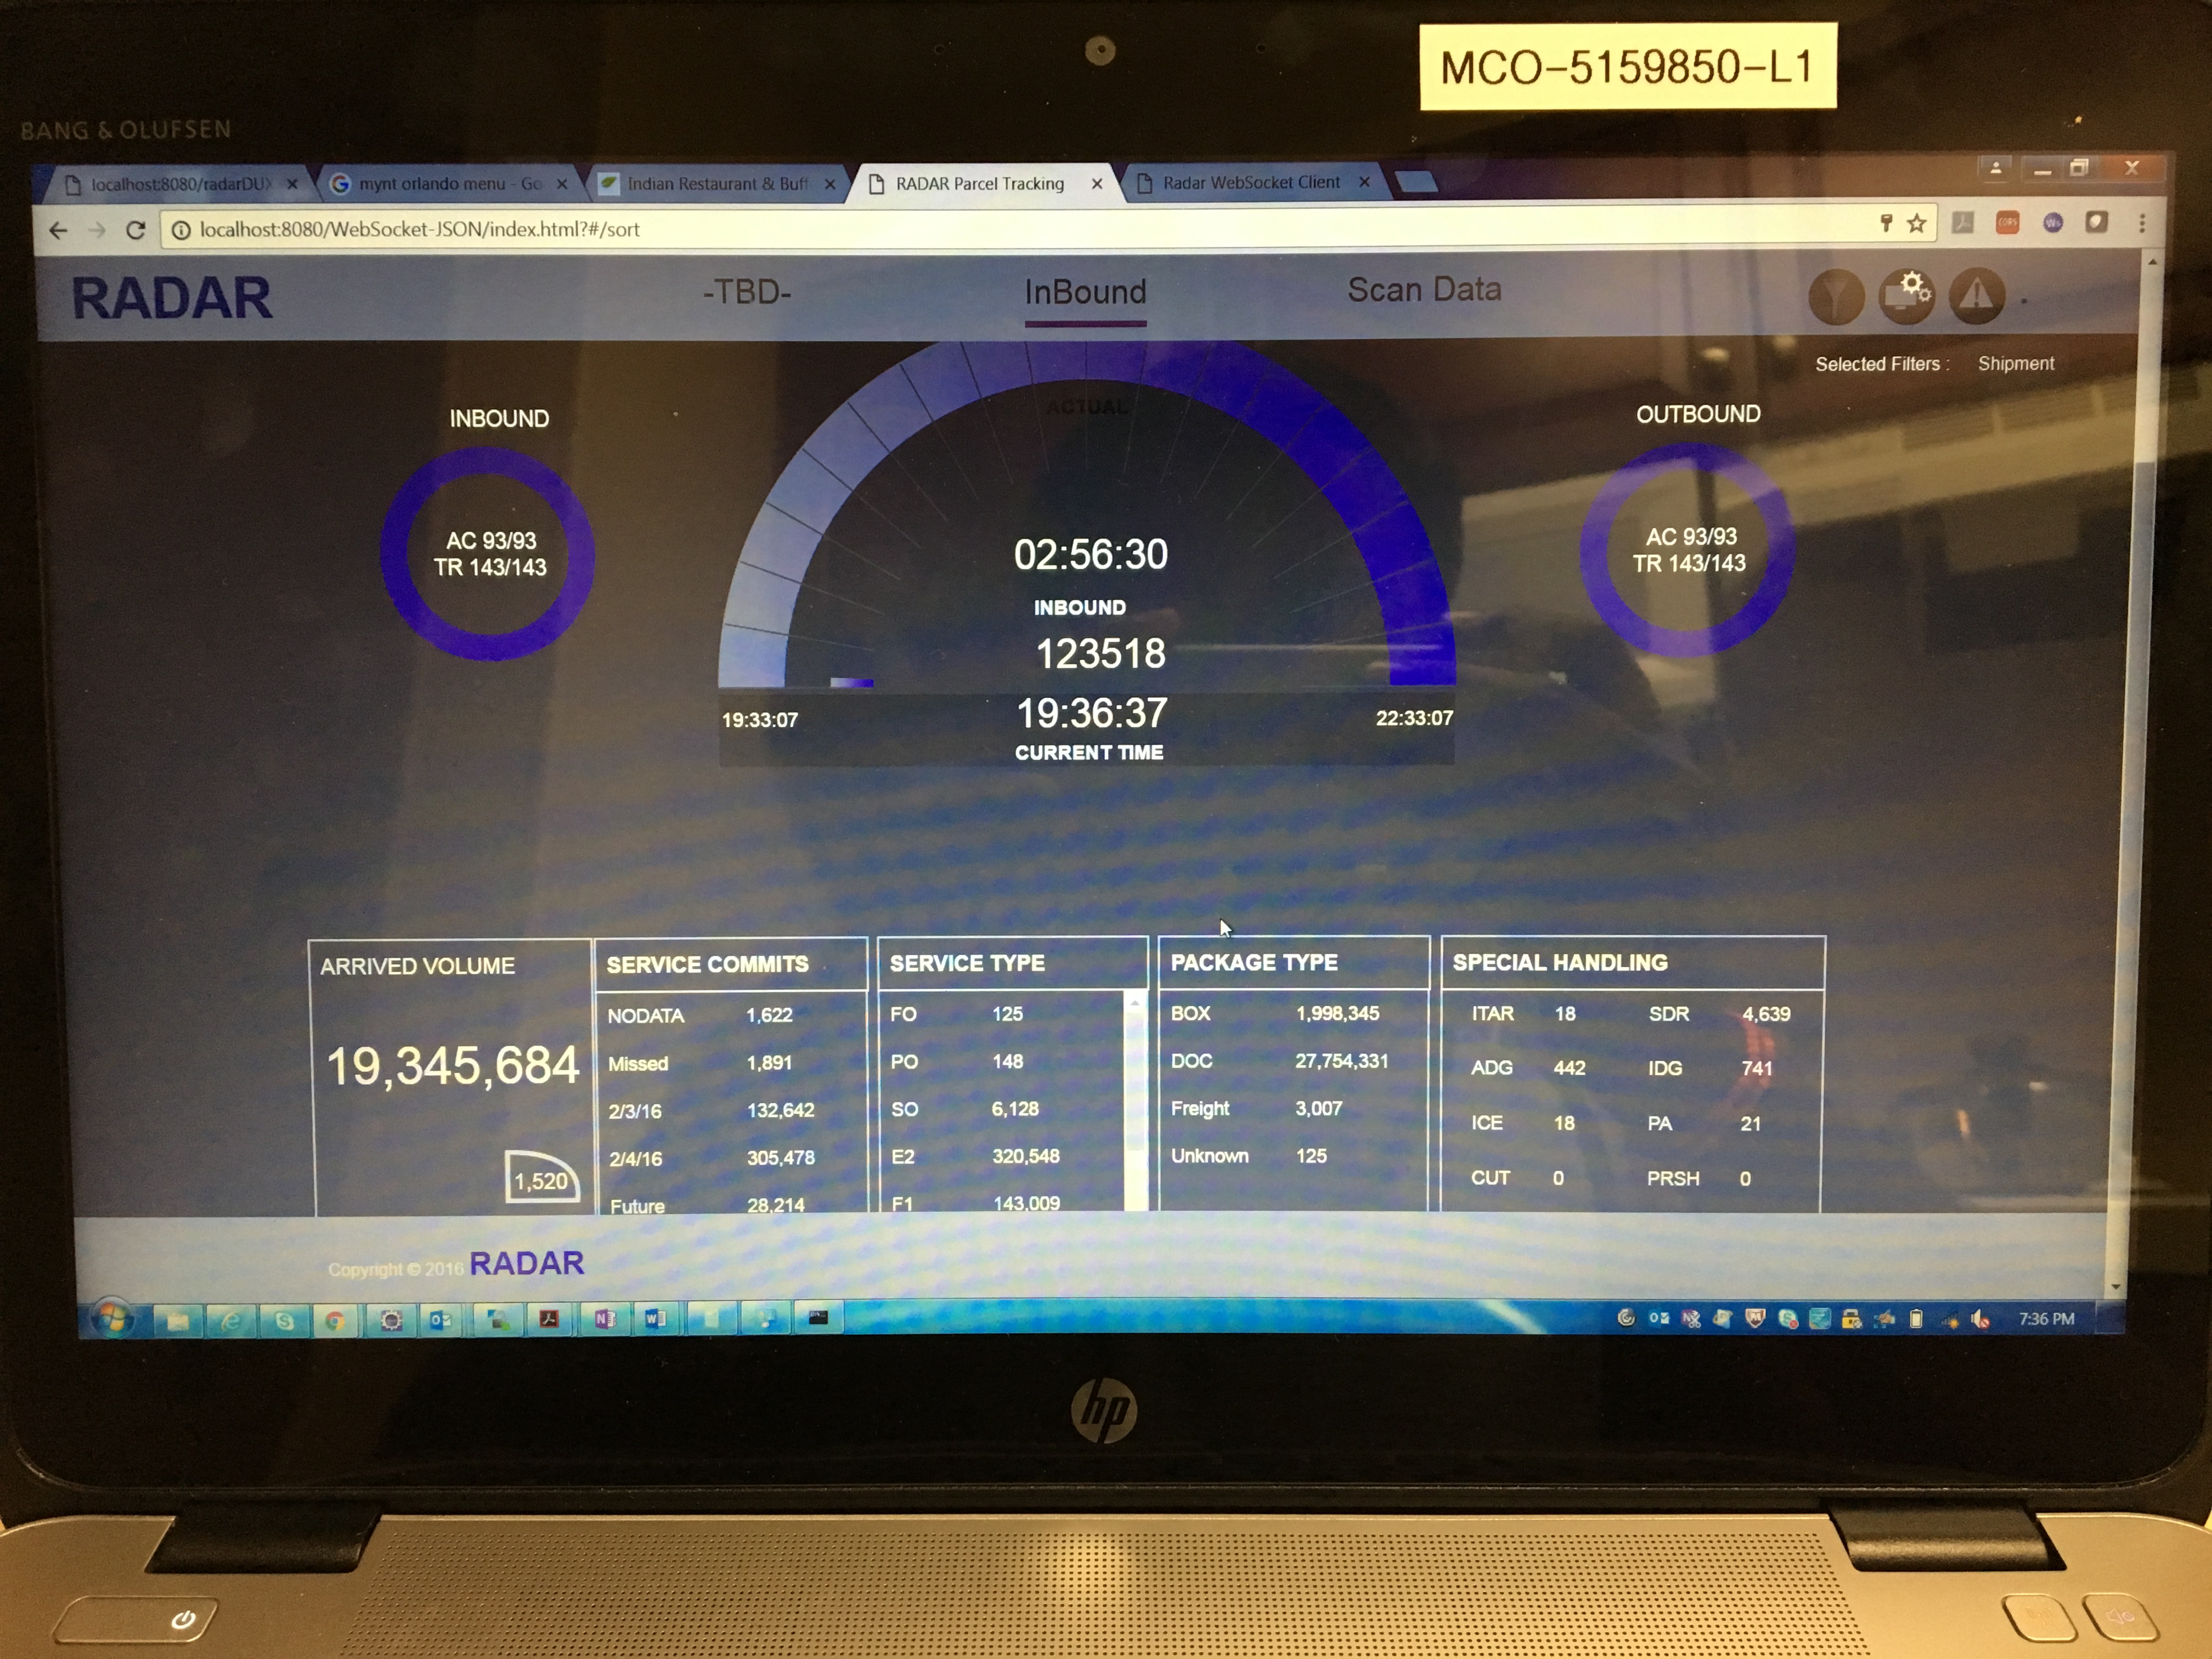 MCO-5159850-L1
BANG & OLUFSEN
localhost:8080/radarDUX
mynt orlando menu - Go
Indian Restaurant & Buff
RADAR Parcel Tracking
Radar WebSocket Client
localhost:8080/WebSocket-JSON/index.html?#/sort
RADAR
-TBD-
InBound
Scan Data
Selected Filters :
Shipment
INBOUND
AC 93/93
TR 143/143
ACTUAL
02:56:30
INBOUND
123518
19:33:07
19:36:37
22:33:07
CURRENT TIME
OUTBOUND
AC 93/93
TR 143/143
ARRIVED VOLUME
19,345,684
1,520
SERVICE COMMITS
NODATA 1,622
Missed 1,891
2/3/16 132,642
2/4/16 305,478
Future 28,214
SERVICE TYPE
FO 125
PO 148
SO 6,128
E2 320,548
F1 143,009
PACKAGE TYPE
BOX 1,998,345
DOC 27,754,331
Freight 3,007
Unknown 125
SPECIAL HANDLING
ITAR 18 SDR 4,639
ADG 442 IDG 741
ICE 18 PA 21
CUT 0 PRSH 0
Copyright © 2016 RADAR
7:36 PM
hp